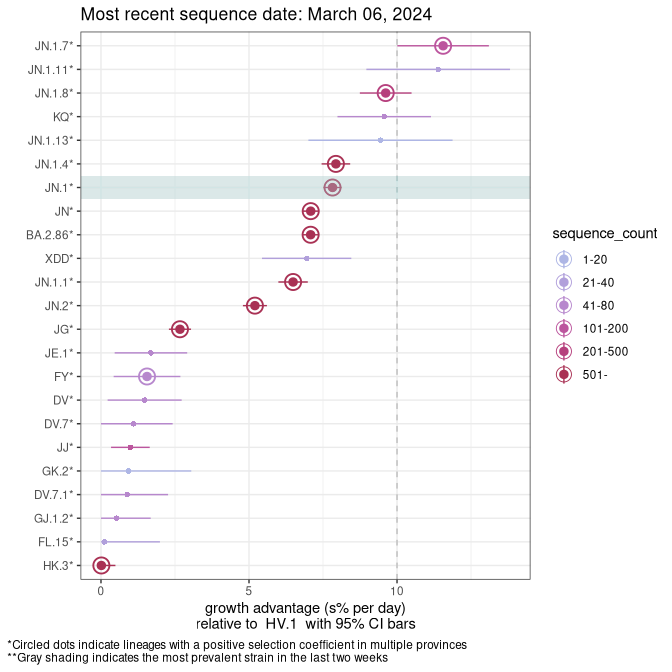 Most recent sequence date: March 06, 2024
JN.1.7*
JN.1.11*
JN.1.8*
KQ*
JN.1.13*
JN.1.4*
JN.1*
JN*
BA.2.86*
XDD*
JN.1.1*
JN.2*
JG*
JE.1*
FY*
DV*
DV.7*
JJ*
GK.2*
DV.7.1*
GJ.1.2*
FL.15*
HK.3*
0 5 10
growth advantage (s% per day)
relative to HV.1 with 95% CI bars
sequence_count
1-20
21-40
41-80
101-200
201-500
501-
*Circled dots indicate lineages with a positive selection coefficient in multiple provinces
**Gray shading indicates the most prevalent strain in the last two weeks